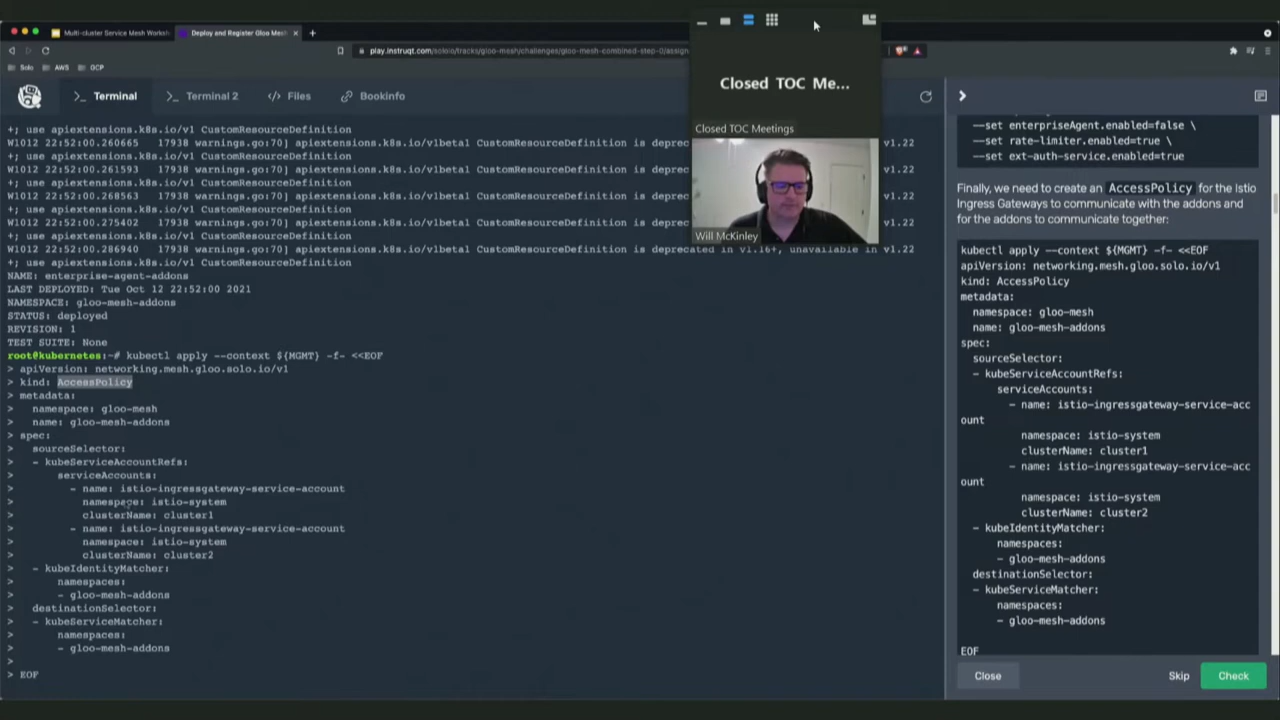 Closed TOC Me...
Closed TOC Meetings
Will McKinley
Multi-cluster Service Mesh Worksh
Deploy and Register Gloo Mesh
play.instruqt.com/soloio/tracks/gloo-mesh/challenges/gloo-mesh-combined-step-0/assign
Solo
AWS
OCP
Terminal
Terminal 2
Files
Bookinfo
+; use apiextensions.k8s.io/v1 CustomResourceDefinition
W1012 22:52:00.260665 17938 warnings.go:70] apiextensions.k8s.io/v1beta1 CustomResourceDefinition is deprec v1.22
+; use apiextensions.k8s.io/v1 CustomResourceDefinition
W1012 22:52:00.261593 17938 warnings.go:70] apiextensions.k8s.io/v1beta1 CustomResourceDefinition is deprec v1.22
+; use apiextensions.k8s.io/v1 CustomResourceDefinition
W1012 22:52:00.268563 17938 warnings.go:70] apiextensions.k8s.io/v1beta1 CustomResourceDefinition is deprec v1.22
+; use apiextensions.k8s.io/v1 CustomResourceDefinition
W1012 22:52:00.275402 17938 warnings.go:70] apiextensions.k8s.io/v1beta1 CustomResourceDefinition is deprec v1.22
+; use apiextensions.k8s.io/v1 CustomResourceDefinition
W1012 22:52:00.286940 17938 warnings.go:70] apiextensions.k8s.io/v1beta1 CustomResourceDefinition is deprecated in v1.16+, unavailable in v1.22
+; use apiextensions.k8s.io/v1 CustomResourceDefinition
NAME: enterprise-agent-addons
LAST DEPLOYED: Tue Oct 12 22:52:00 2021
NAMESPACE: gloo-mesh-addons
STATUS: deployed
REVISION: 1
TEST SUITE: None
root@kubernetes:~# kubectl apply --context ${MGMT} -f- <<EOF
> apiVersion: networking.mesh.gloo.solo.io/v1
> kind: AccessPolicy
> metadata:
>   namespace: gloo-mesh
>   name: gloo-mesh-addons
> spec:
>   sourceSelector:
>   - kubeServiceAccountRefs:
>       serviceAccounts:
>         - name: istio-ingressgateway-service-account
>           namespace: istio-system
>           clusterName: cluster1
>         - name: istio-ingressgateway-service-account
>           namespace: istio-system
>           clusterName: cluster2
>   - kubeIdentityMatcher:
>       namespaces:
>       - gloo-mesh-addons
>   destinationSelector:
>   - kubeServiceMatcher:
>       namespaces:
>       - gloo-mesh-addons
>
> EOF
--set enterpriseAgent.enabled=false \
--set rate-limiter.enabled=true \
--set ext-auth-service.enabled=true
Finally, we need to create an AccessPolicy for the Istio
Ingress Gateways to communicate with the addons and
for the addons to communicate together:
kubectl apply --context ${MGMT} -f- <<EOF
apiVersion: networking.mesh.gloo.solo.io/v1
kind: AccessPolicy
metadata:
  namespace: gloo-mesh
  name: gloo-mesh-addons
spec:
  sourceSelector:
  - kubeServiceAccountRefs:
      serviceAccounts:
        - name: istio-ingressgateway-service-acc
ount
          namespace: istio-system
          clusterName: cluster1
        - name: istio-ingressgateway-service-acc
ount
          namespace: istio-system
          clusterName: cluster2
  - kubeIdentityMatcher:
      namespaces:
      - gloo-mesh-addons
  destinationSelector:
  - kubeServiceMatcher:
      namespaces:
      - gloo-mesh-addons
EOF
Close
Skip
Check